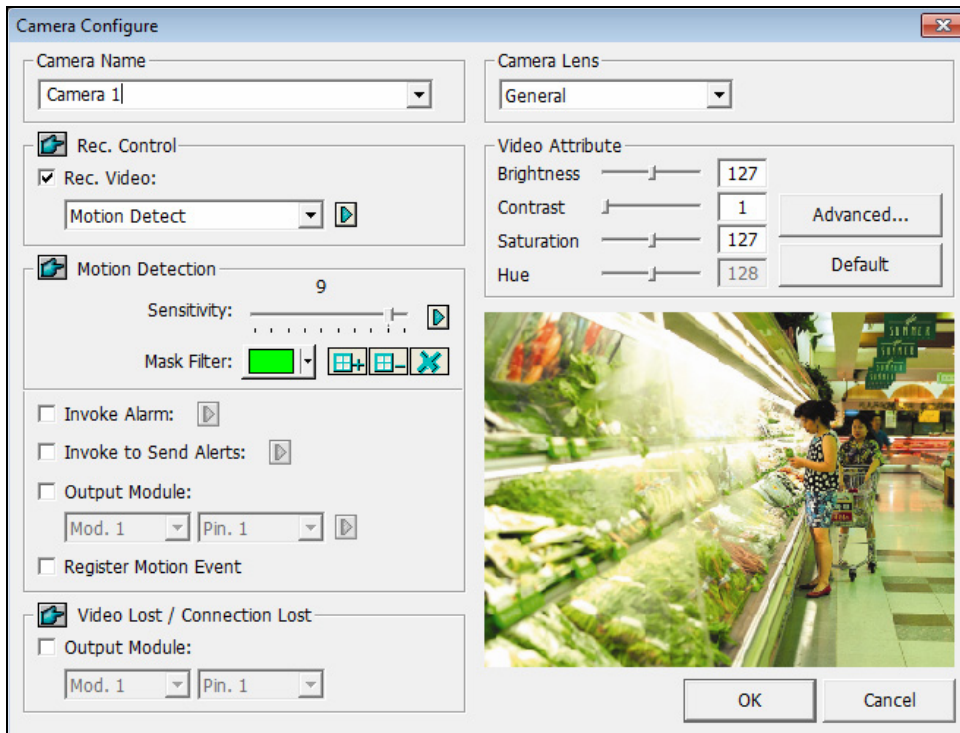 Camera Configure
Camera Name
Camera 1
Rec. Control
Rec. Video:
Motion Detect
Motion Detection
9
Sensitivity:
Mask Filter:
Invoke Alarm:
Invoke to Send Alerts:
Output Module:
Mod. 1
Pin. 1
Register Motion Event
Video Lost / Connection Lost
Output Module:
Mod. 1
Pin. 1
Camera Lens
General
Video Attribute
Brightness
127
Contrast
1
Saturation
127
Hue
128
Advanced...
Default
SUMMER
SUMMER
OK
Cancel